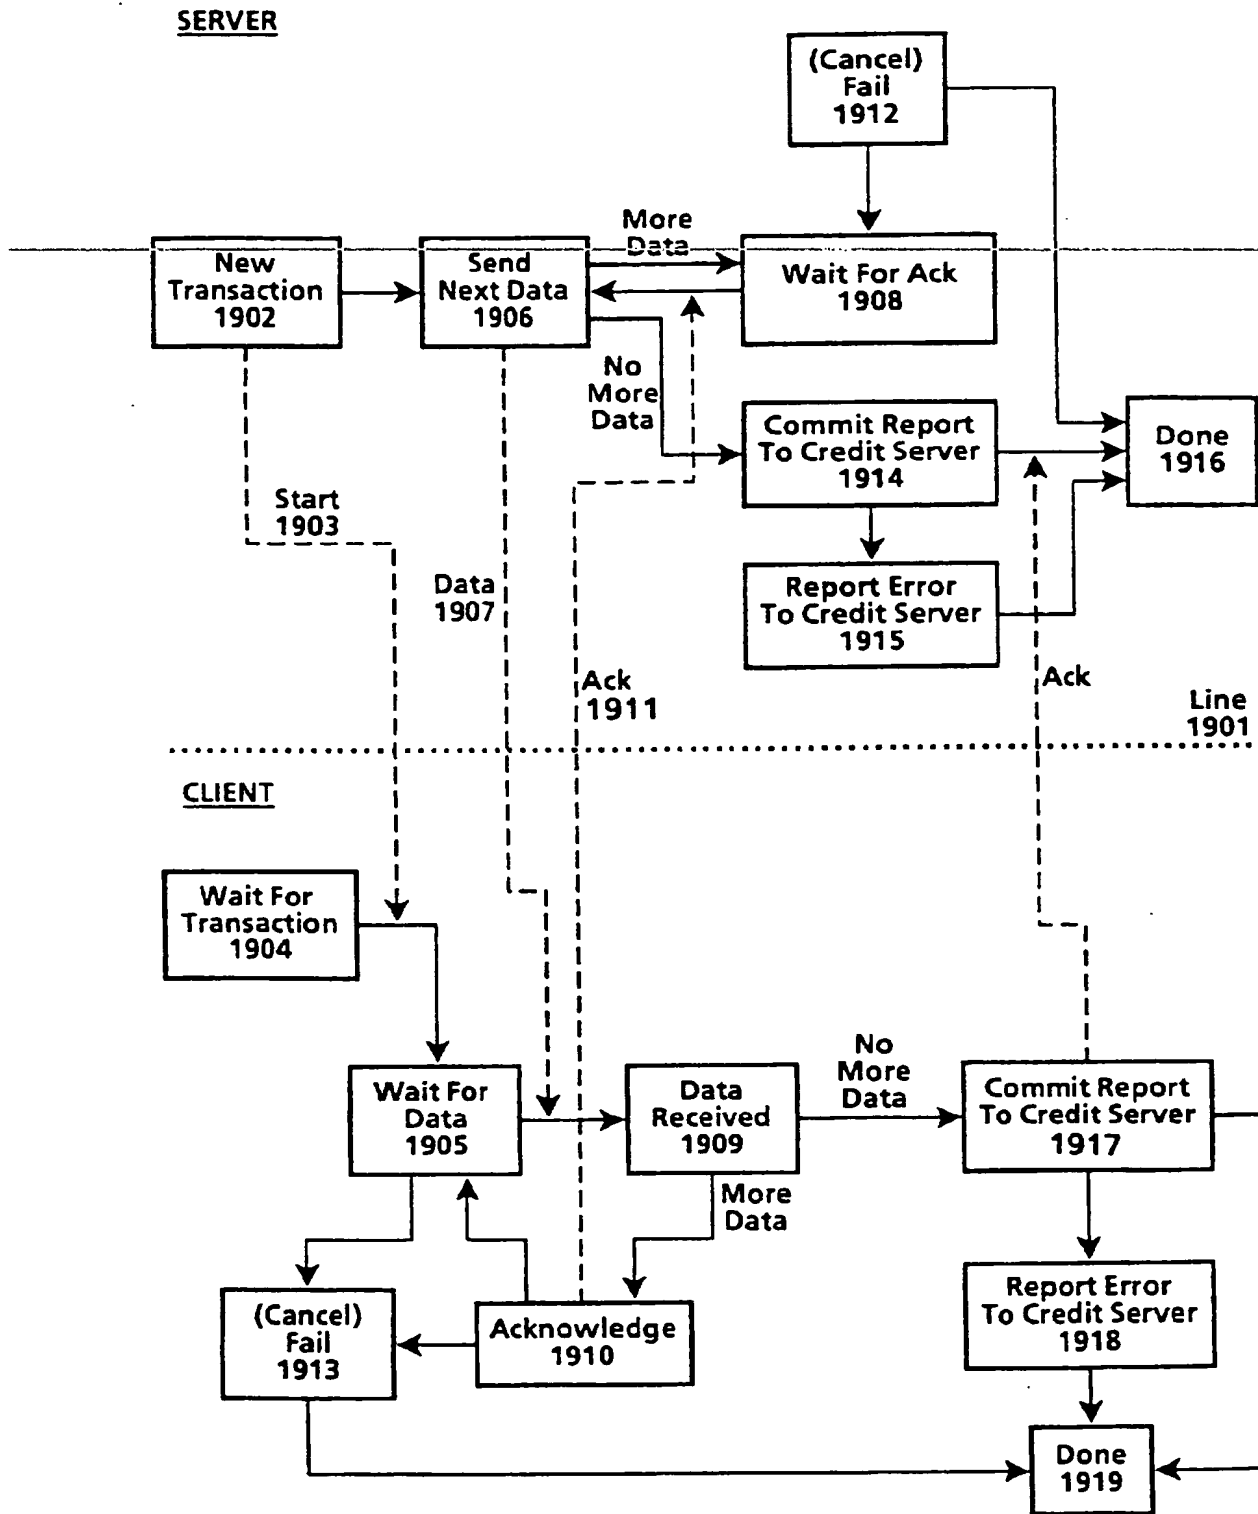 SERVER
(Cancel)
Fail
1912
More
Data
New
Transaction
1902
Send
Next Data
1906
Wait For Ack
1908
No
More
Data
Commit Report
To Credit Server
1914
Done
1916
Start
1903
Data
1907
Report Error
To Credit Server
1915
Ack
1911
Ack
Line
1901
CLIENT
Wait For
Transaction
1904
Wait For
Data
1905
Data
Received
1909
No
More
Data
Commit Report
To Credit Server
1917
More
Data
(Cancel)
Fail
1913
Acknowledge
1910
Report Error
To Credit Server
1918
Done
1919